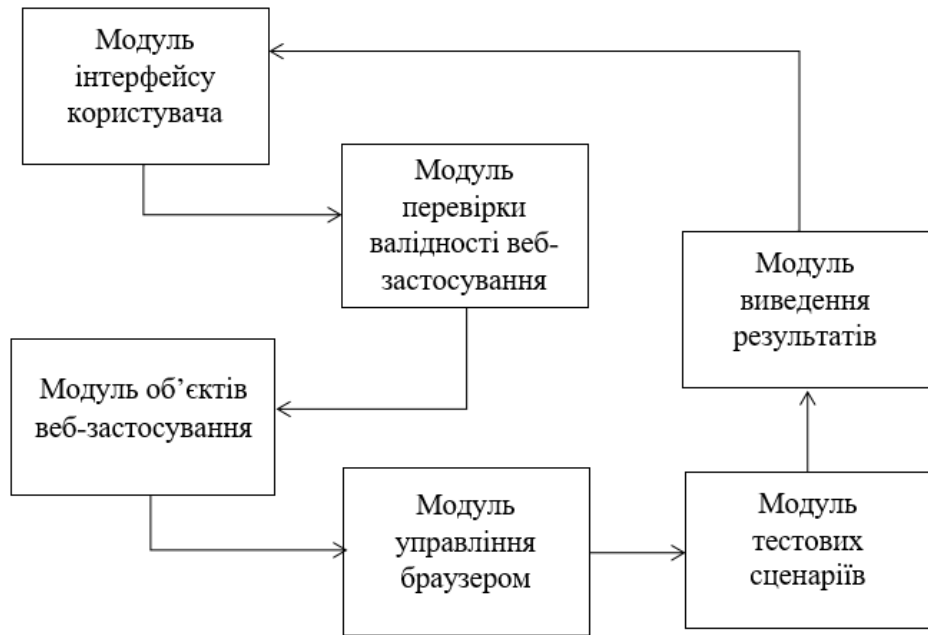 Модуль
інтерфейсу
користувача
Модуль
перевірки
валідності веб-
застосування
Модуль
виведення
результатів
Модуль об’єктів
веб-застосування
Модуль
управління
браузером
Модуль
тестових
сценаріїв